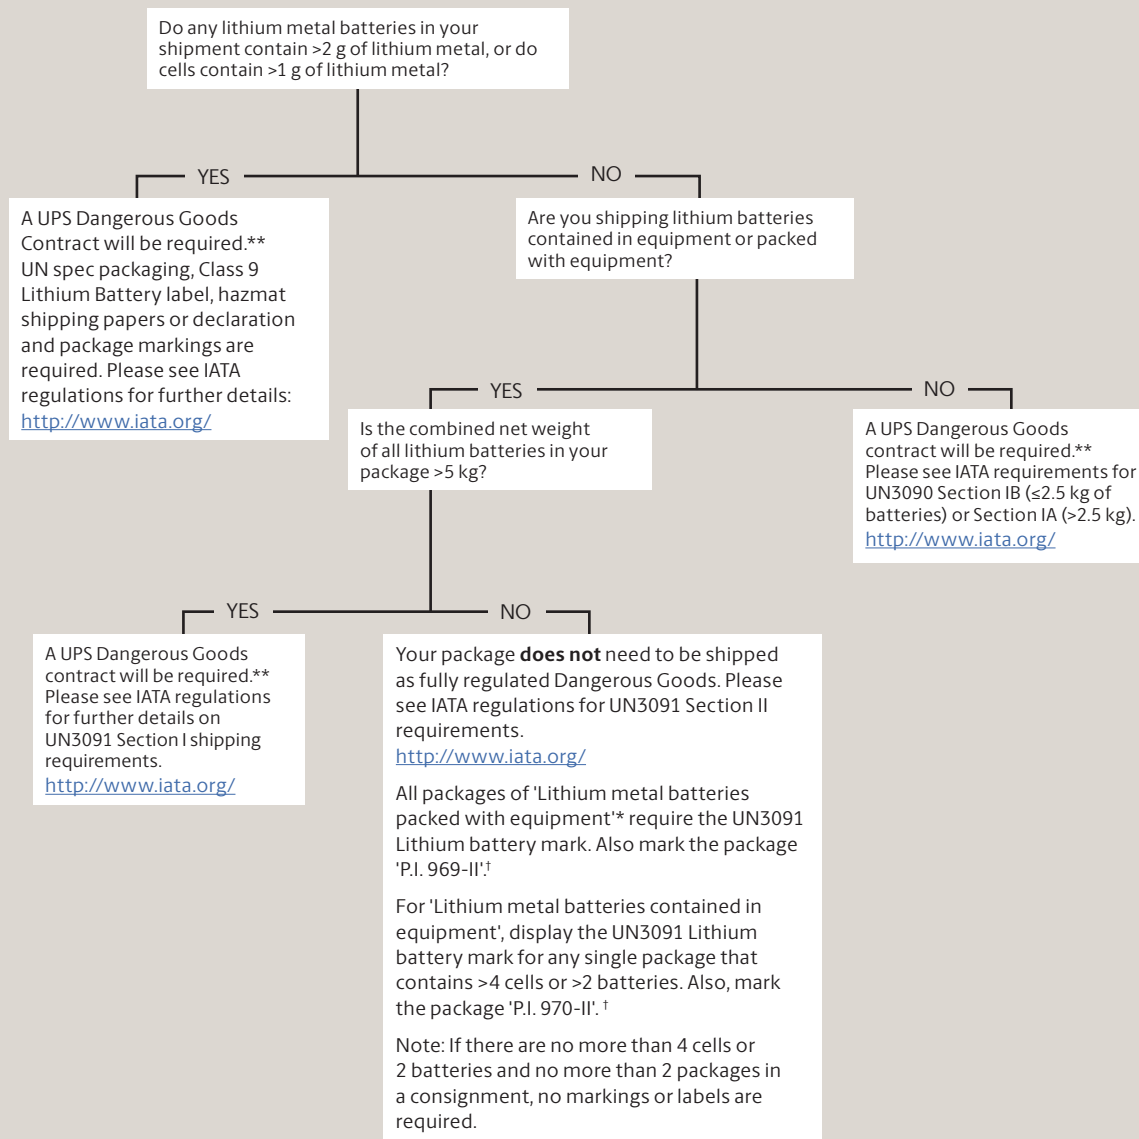 Do any lithium metal batteries in your
shipment contain >2 g of lithium metal, or do
cells contain >1 g of lithium metal?
YES
NO
A UPS Dangerous Goods
Contract will be required.**
UN spec packaging, Class 9
Lithium Battery label, hazmat
shipping papers or declaration
and package markings are
required. Please see IATA
regulations for further details:
http://www.iata.org/
Are you shipping lithium batteries
contained in equipment or packed
with equipment?
YES
NO
Is the combined net weight
of all lithium batteries in your
package >5 kg?
A UPS Dangerous Goods
contract will be required.**
Please see IATA requirements for
UN3090 Section IB (≤2.5 kg of
batteries) or Section IA (>2.5 kg).
http://www.iata.org/
YES
NO
A UPS Dangerous Goods
contract will be required.**
Please see IATA regulations
for further details on
UN3091 Section I shipping
requirements.
http://www.iata.org/
Your package does not need to be shipped
as fully regulated Dangerous Goods. Please
see IATA regulations for UN3091 Section II
requirements.
http://www.iata.org/
All packages of 'Lithium metal batteries
packed with equipment'* require the UN3091
Lithium battery mark. Also mark the package
'P.I. 969-II'.†
For 'Lithium metal batteries contained in
equipment', display the UN3091 Lithium
battery mark for any single package that
contains >4 cells or >2 batteries. Also, mark
the package 'P.I. 970-II'. †
Note: If there are no more than 4 cells or
2 batteries and no more than 2 packages in
a consignment, no markings or labels are
required.